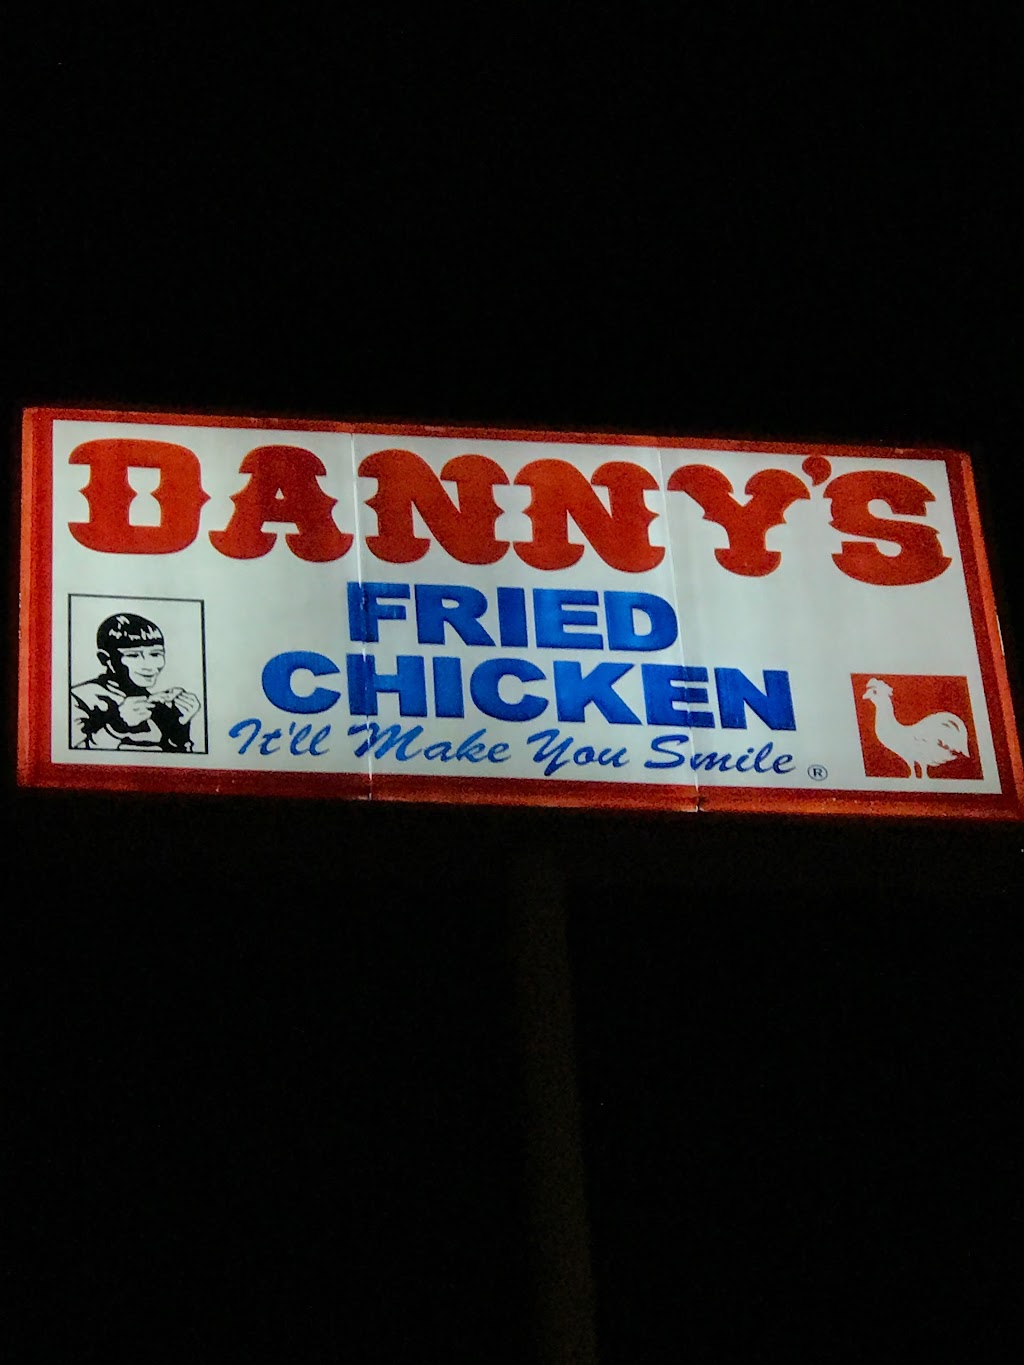 DANNY'S
FRIED
CHICKEN
It'll Make You Smile ®